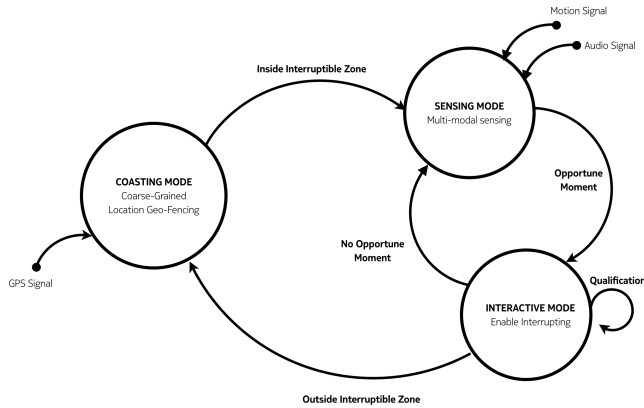 Motion Signal
Audio Signal
Inside Interruptible Zone
SENSING MODE
Multi-modal sensing
COASTING MODE
Coarse-Grained
Location Geo-Fencing
Opportune
Moment
No Opportune
Moment
GPS Signal
Qualification
INTERACTIVE MODE
Enable Interrupting
Outside Interruptible Zone